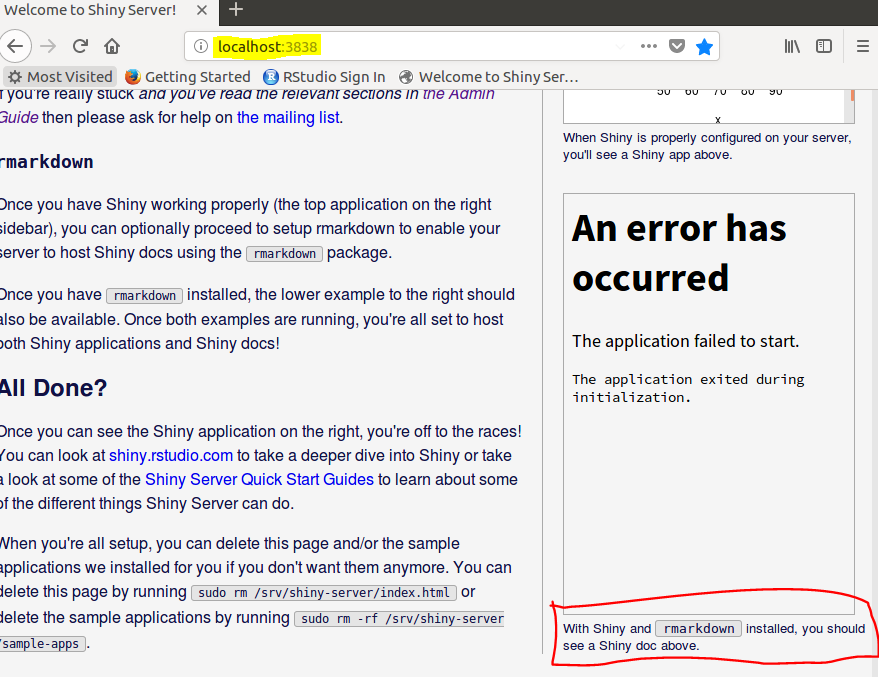 Welcome to Shiny Server!
localhost:3838
Most Visited Getting Started RStudio Sign In Welcome to Shiny Ser…
If you're really stuck and you've read the relevant sections in the Admin
Guide then please ask for help on the mailing list.
rmarkdown
Once you have Shiny working properly (the top application on the right
sidebar), you can optionally proceed to setup rmarkdown to enable your
server to host Shiny docs using the rmarkdown package.
Once you have rmarkdown installed, the lower example to the right should
also be available. Once both examples are running, you're all set to host
both Shiny applications and Shiny docs!
All Done?
Once you can see the Shiny application on the right, you're off to the races!
You can look at shiny.rstudio.com to take a deeper dive into Shiny or take
a look at some of the Shiny Server Quick Start Guides to learn about some
of the different things Shiny Server can do.
When you're all setup, you can delete this page and/or the sample
applications we installed for you if you don't want them anymore. You can
delete this page by running sudo rm /srv/shiny-server/index.html or
delete the sample applications by running sudo rm -rf /srv/shiny-server
/sample-apps.
50 60 70 80 90
x
When Shiny is properly configured on your server,
you'll see a Shiny app above.
An error has
occurred
The application failed to start.
The application exited during
initialization.
With Shiny and rmarkdown installed, you should
see a Shiny doc above.